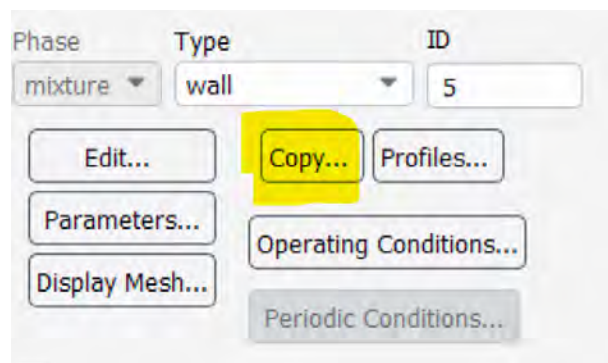 Phase Type ID
mixture wall 5
Edit... Copy... Profiles...
Parameters... Operating Conditions...
Display Mesh... Periodic Conditions...